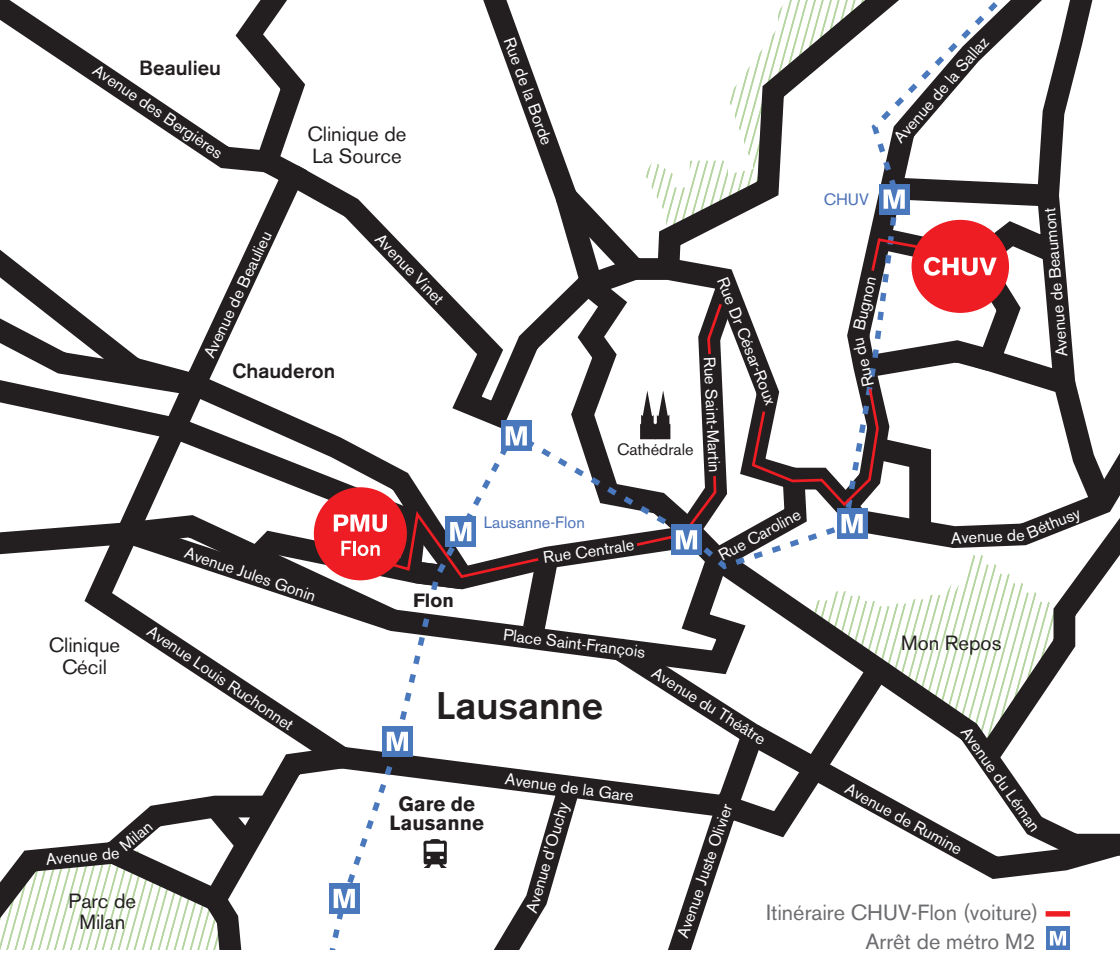 Beaulieu
Avenue des Bergières
Rue de la Borde
Avenue de la Sallaz
Clinique de
La Source
CHUV
M
CHUV
Avenue de Beaumont
Avenue de Beaulieu
Avenue Vinet
Rue du Bugnon
Rue du
Rue Dr César-Roux
Rue Saint-Martin
Chauderon
Cathédrale
M
PMU
Flon
M
Lausanne-Flon
M
M
Rue Centrale
Rue Caroline
Avenue de Béthusy
Avenue Jules Gonin
Flon
Place Saint-François
Mon Repos
Clinique
Cécil
Avenue Louis Ruchonnet
Avenue du Théâtre
Lausanne
M
Avenue de la Gare
Avenue du Léman
Gare de
Lausanne
Avenue d'Ouchy
Avenue Juste Olivier
Avenue de Rumine
Avenue de Milan
Parc de
Milan
M
Itinéraire CHUV-Flon (voiture)
Arrêt de métro M2
M